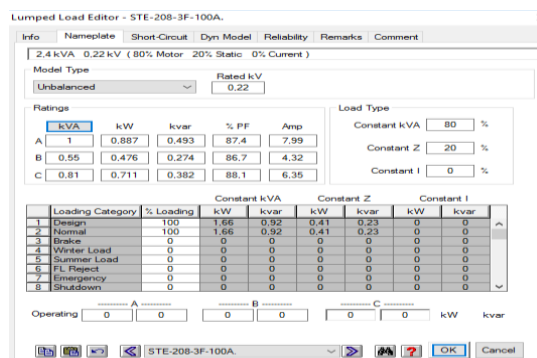 Lumped Load Editor - STE-208-3F-100A.
Info Nameplate Short-Circuit Dyn Model Reliability Remarks Comment
2,4 kVA 0,22 kV ( 80% Motor 20% Static 0% Current )
Model Type
Rated kV
Unbalanced 0,22
Ratings Load Type
kVA kW kvar % PF Amp Constant kVA 80 %
A 1 0,887 0,493 87,4 7,99
Constant Z 20 %
B 0,55 0,476 0,274 86,7 4,32
C 0,81 0,711 0,382 88,1 6,35 Constant I 0 %
Constant kVA Constant Z Constant I
Loading Category % Loading kW kvar kW kvar kW kvar
1 Design 100 1,66 0,92 0,41 0,23 0 0
2 Normal 100 1,66 0,92 0,41 0,23 0 0
3 Brake 0 0 0 0 0 0 0
4 Winter Load 0 0 0 0 0 0 0
5 Summer Load 0 0 0 0 0 0 0
6 FL Reject 0 0 0 0 0 0 0
7 Emergency 0 0 0 0 0 0 0
8 Shutdown 0 0 0 0 0 0 0
---------- A ---------- ---------- B ---------- ---------- C ----------
Operating 0 0 0 0 0 0 kW kvar
STE-208-3F-100A. ? OK Cancel